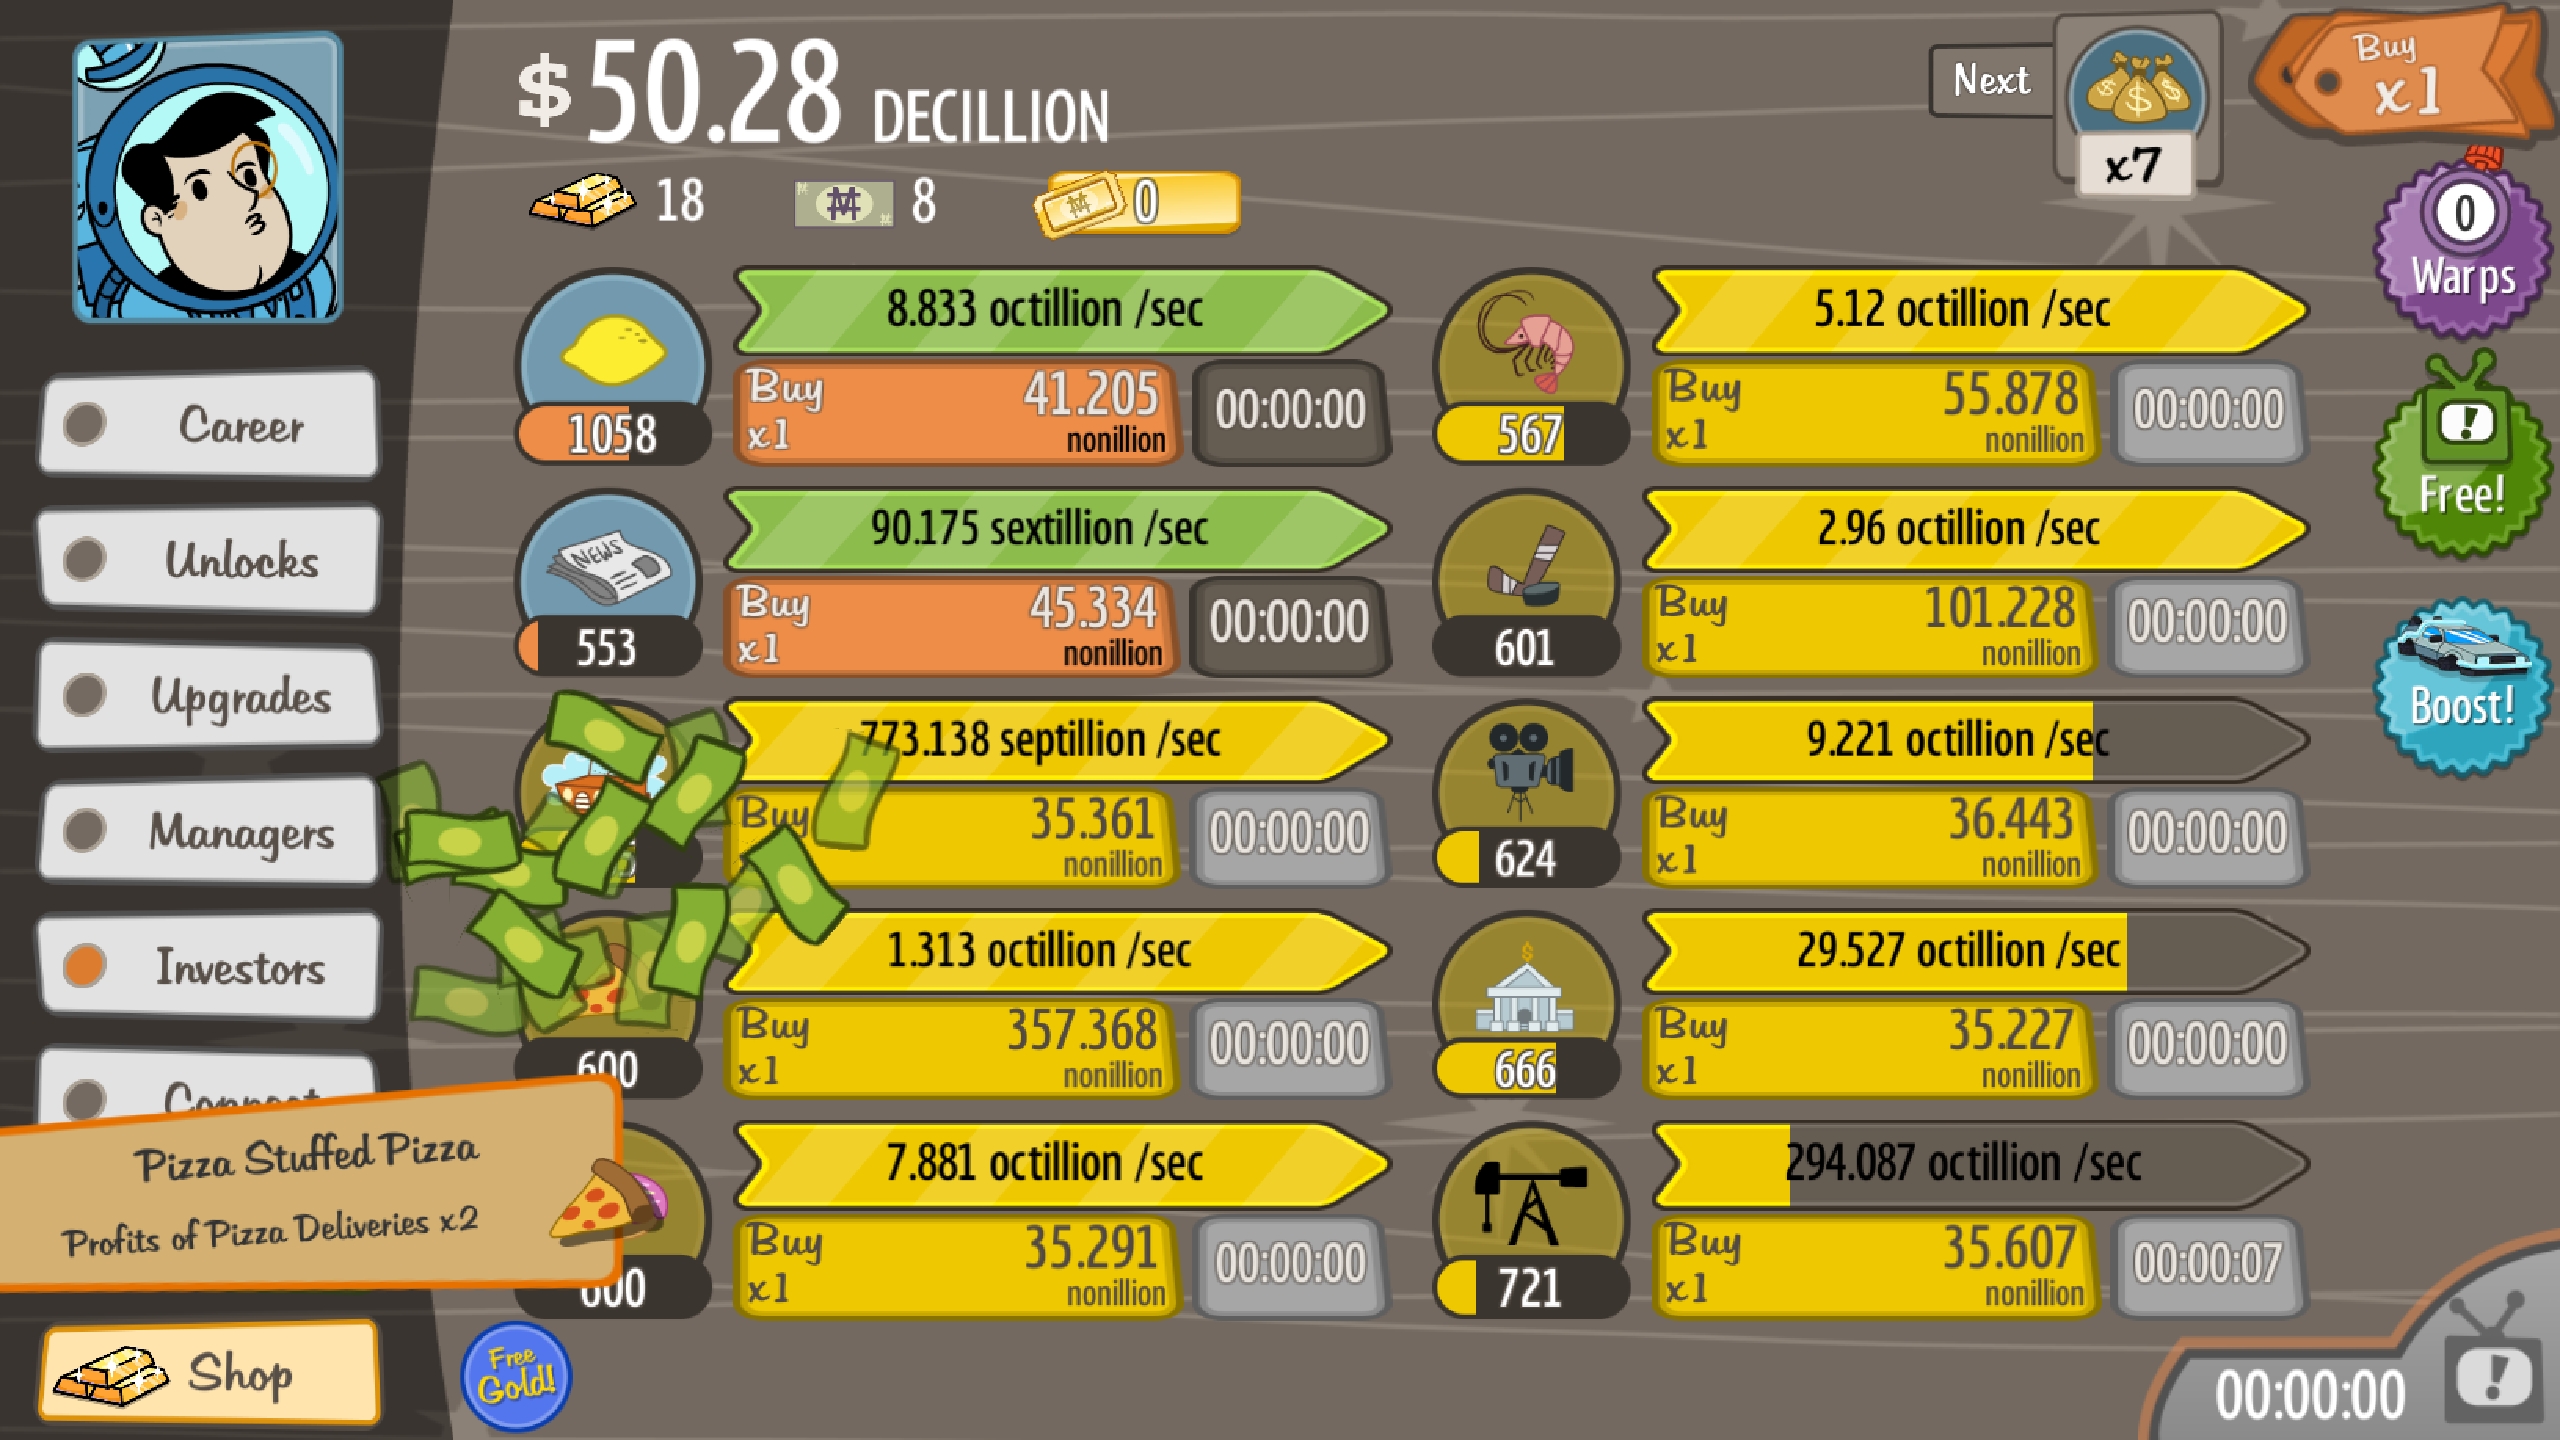 $50.28 DECILLION
18
8
0
Next
x7
Buy
x1
0
Warps
Free!
Boost!
Career
Unlocks
Upgrades
Managers
Investors
8.833 octillion /sec
Buy
x1
41.205
nonillion
00:00:00
1058
NEWS
90.175 sextillion /sec
Buy
x1
45.334
nonillion
00:00:00
553
773.138 septillion /sec
Buy
x1
35.361
nonillion
00:00:00
1.313 octillion /sec
Buy
x1
357.368
nonillion
00:00:00
600
7.881 octillion /sec
Buy
x1
35.291
nonillion
00:00:00
5.12 octillion /sec
Buy
x1
55.878
nonillion
00:00:00
567
2.96 octillion /sec
Buy
x1
101.228
nonillion
00:00:00
601
9.221 octillion /sec
Buy
x1
36.443
nonillion
00:00:00
624
29.527 octillion /sec
Buy
x1
35.227
nonillion
00:00:00
666
294.087 octillion /sec
Buy
x1
35.607
nonillion
00:00:07
721
Pizza Stuffed Pizza
Profits of Pizza Deliveries x2
Shop
Free
Gold!
00:00:00